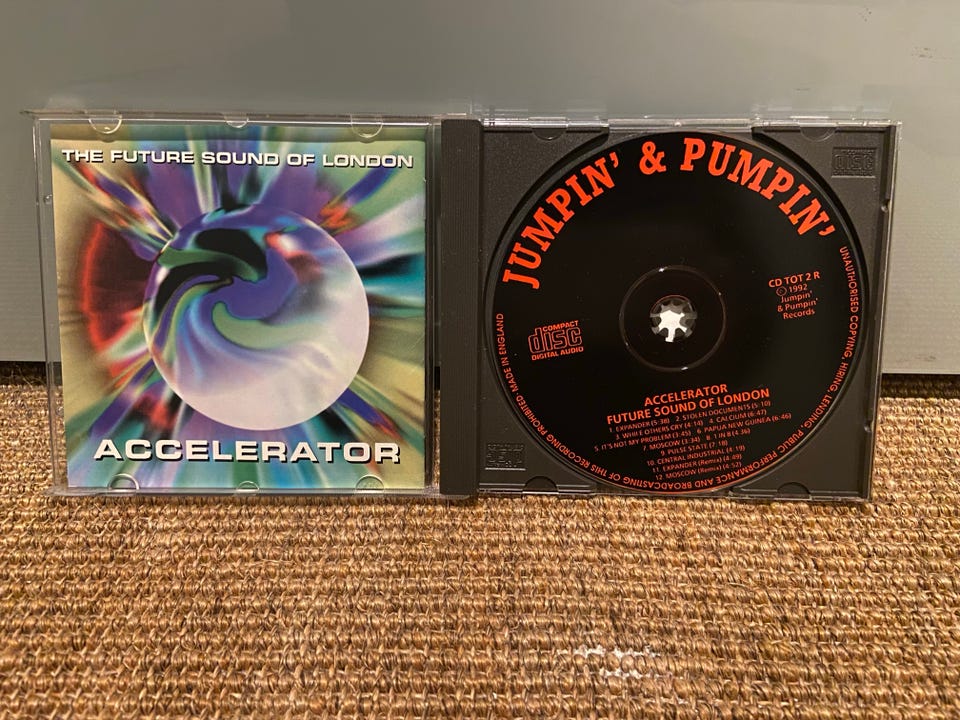 THE FUTURE SOUND OF LONDON
ACCELERATOR
JUMPIN' & PUMPIN'
CD TOT 2 R
℗ 1992
Jumpin'
& Pumpin'
Records
COMPACT
disc
DIGITAL AUDIO
ACCELERATOR
FUTURE SOUND OF LONDON
1. EXPANDER (5:38) 2 STOLEN DOCUMENTS (5:10)
3. WHILE OTHERS CRY (4:14) 4. CALCIUM (6:47)
5. IT'S NOT MY PROBLEM (3:45) 6 PAPUA NEW GUINEA (6:46)
7. MOSCOW (3:34) 8 1 IN 8 (4.36)
9 PULSE STATE (7.18)
10. CENTRAL INDUSTRIAL (4:19)
11. EXPANDER (Remix) (4:49)
12 MOSCOW (Remix) (4:52)
UNAUTHORISED COPYING, HIRING, LENDING, PUBLIC PERFORMANCE AND BROADCASTING OF THIS RECORDING PROHIBITED MADE IN ENGLAND
disc